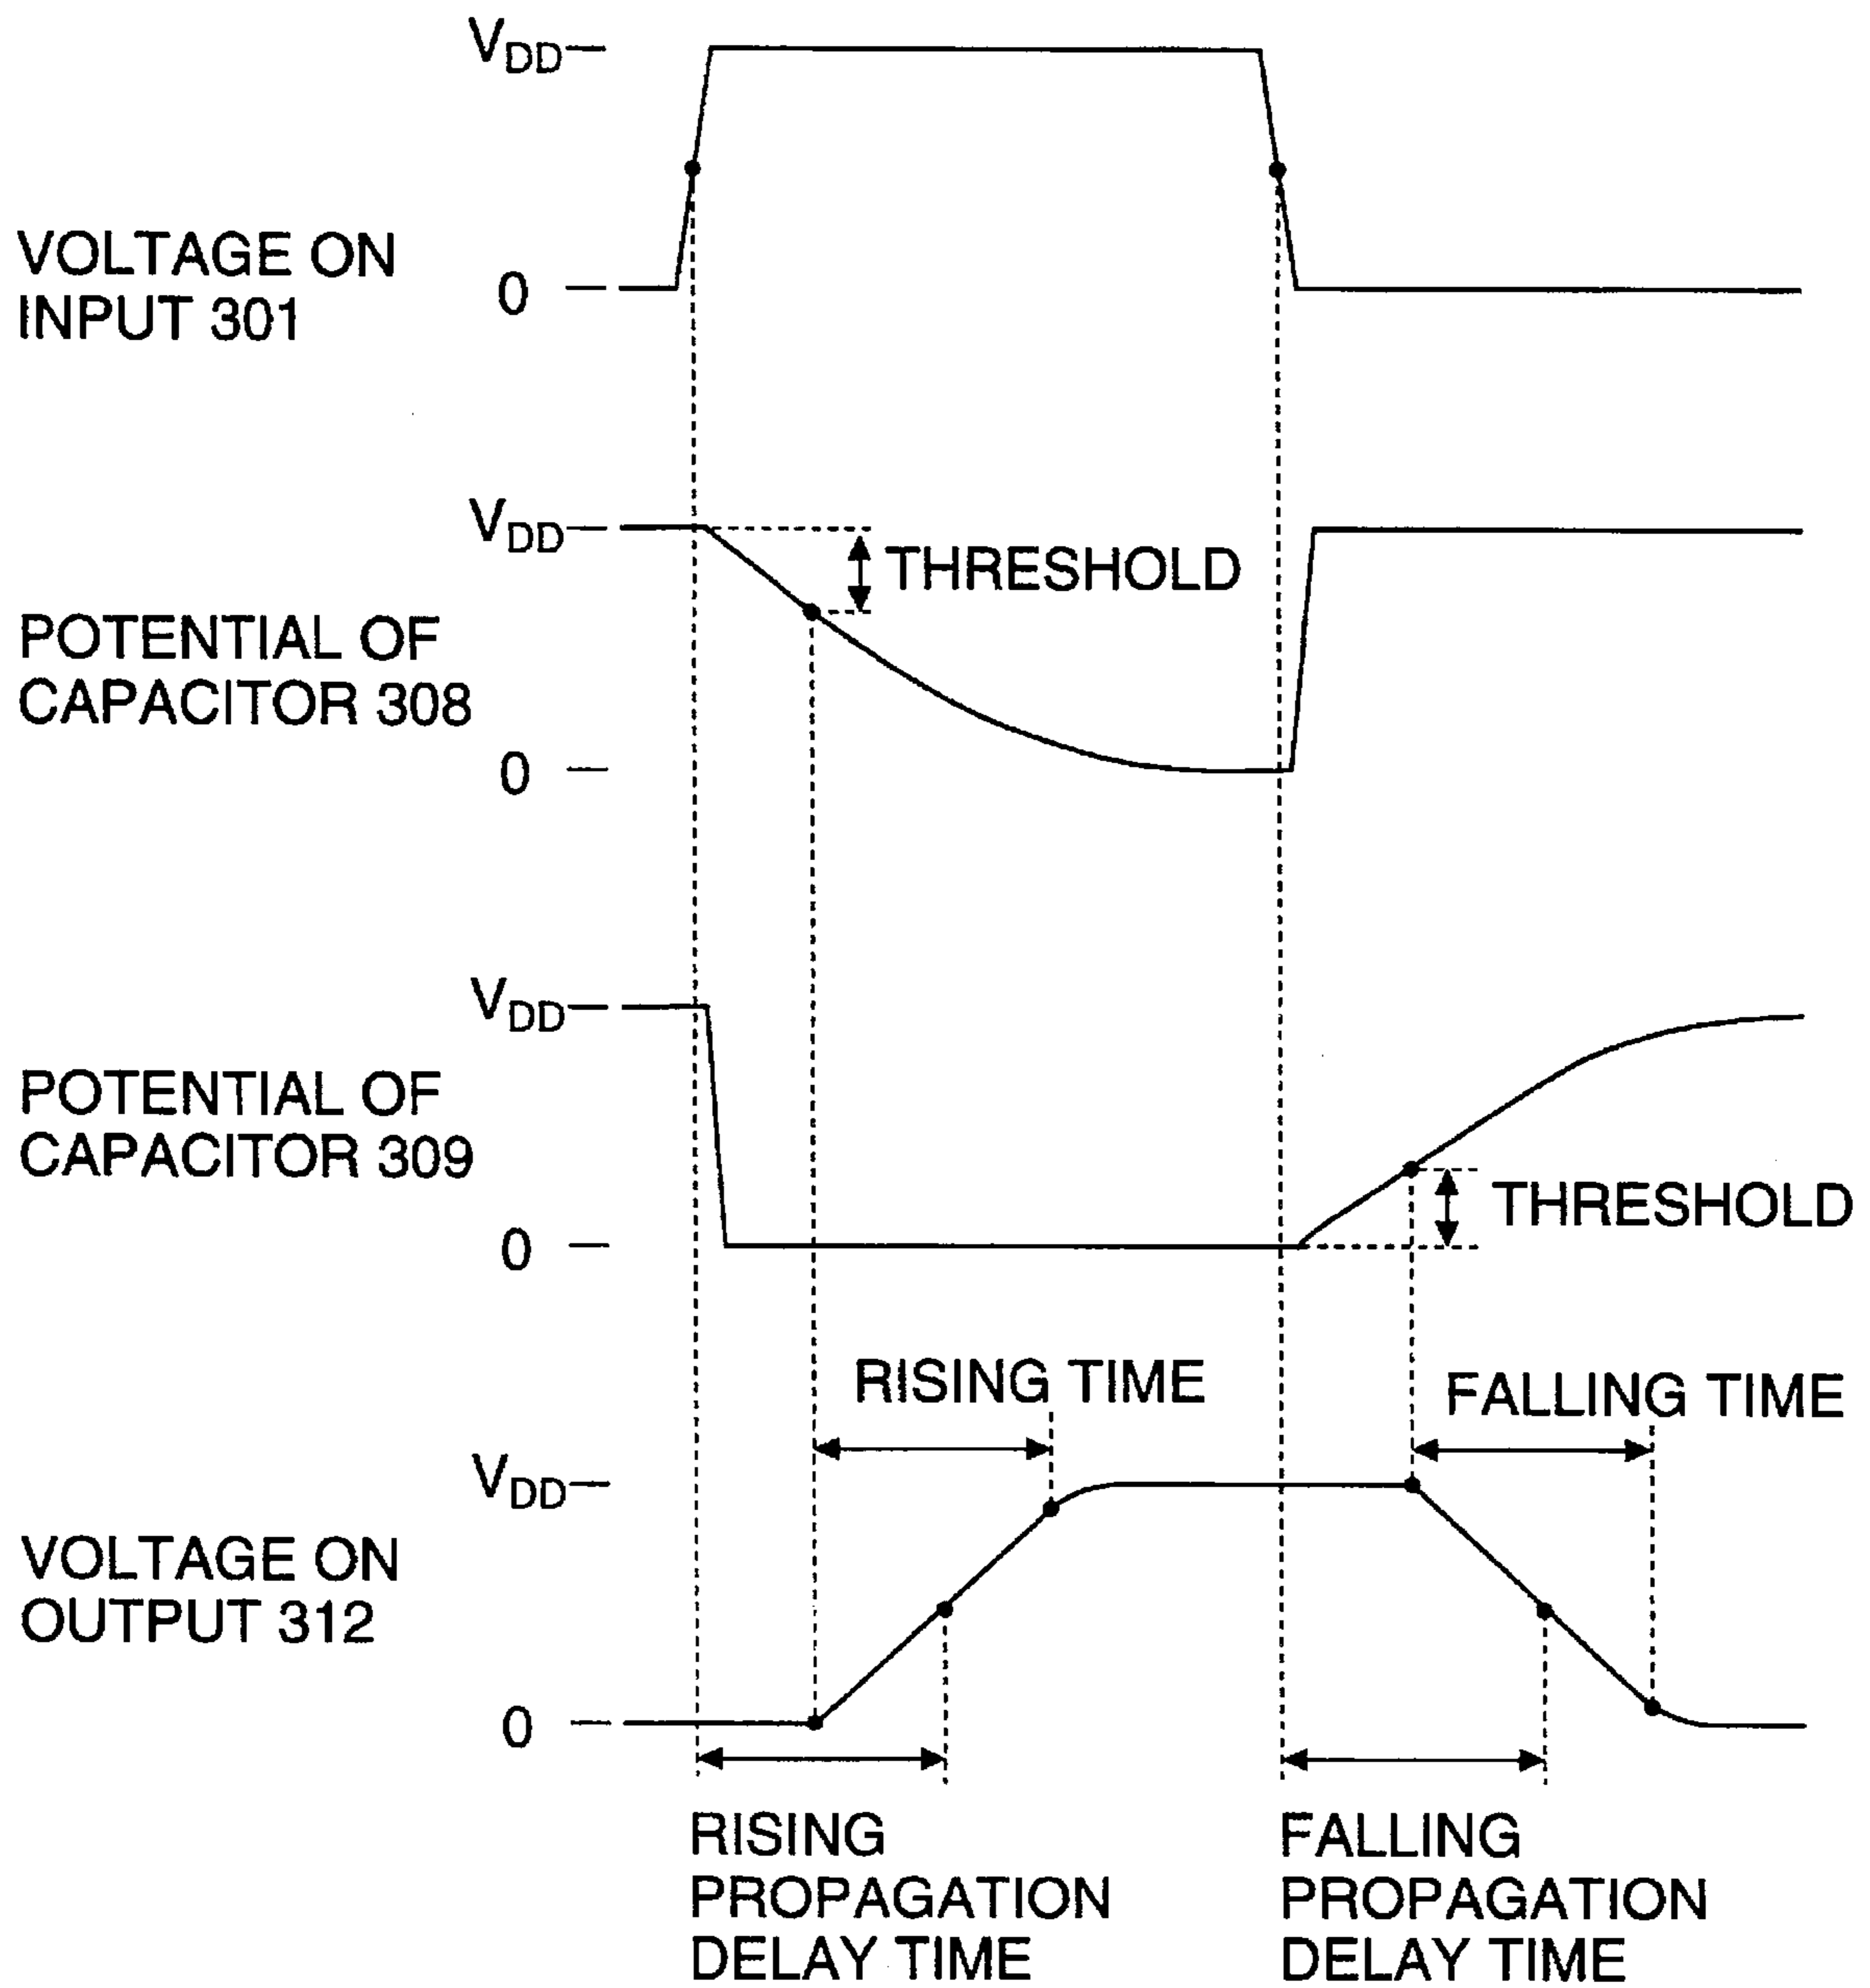 VDD
VOLTAGE ON
INPUT 301
0
VDD
THRESHOLD
POTENTIAL OF
CAPACITOR 308
0
VDD
POTENTIAL OF
CAPACITOR 309
THRESHOLD
0
RISING TIME
FALLING TIME
VDD
VOLTAGE ON
OUTPUT 312
0
RISING
PROPAGATION
DELAY TIME
FALLING
PROPAGATION
DELAY TIME